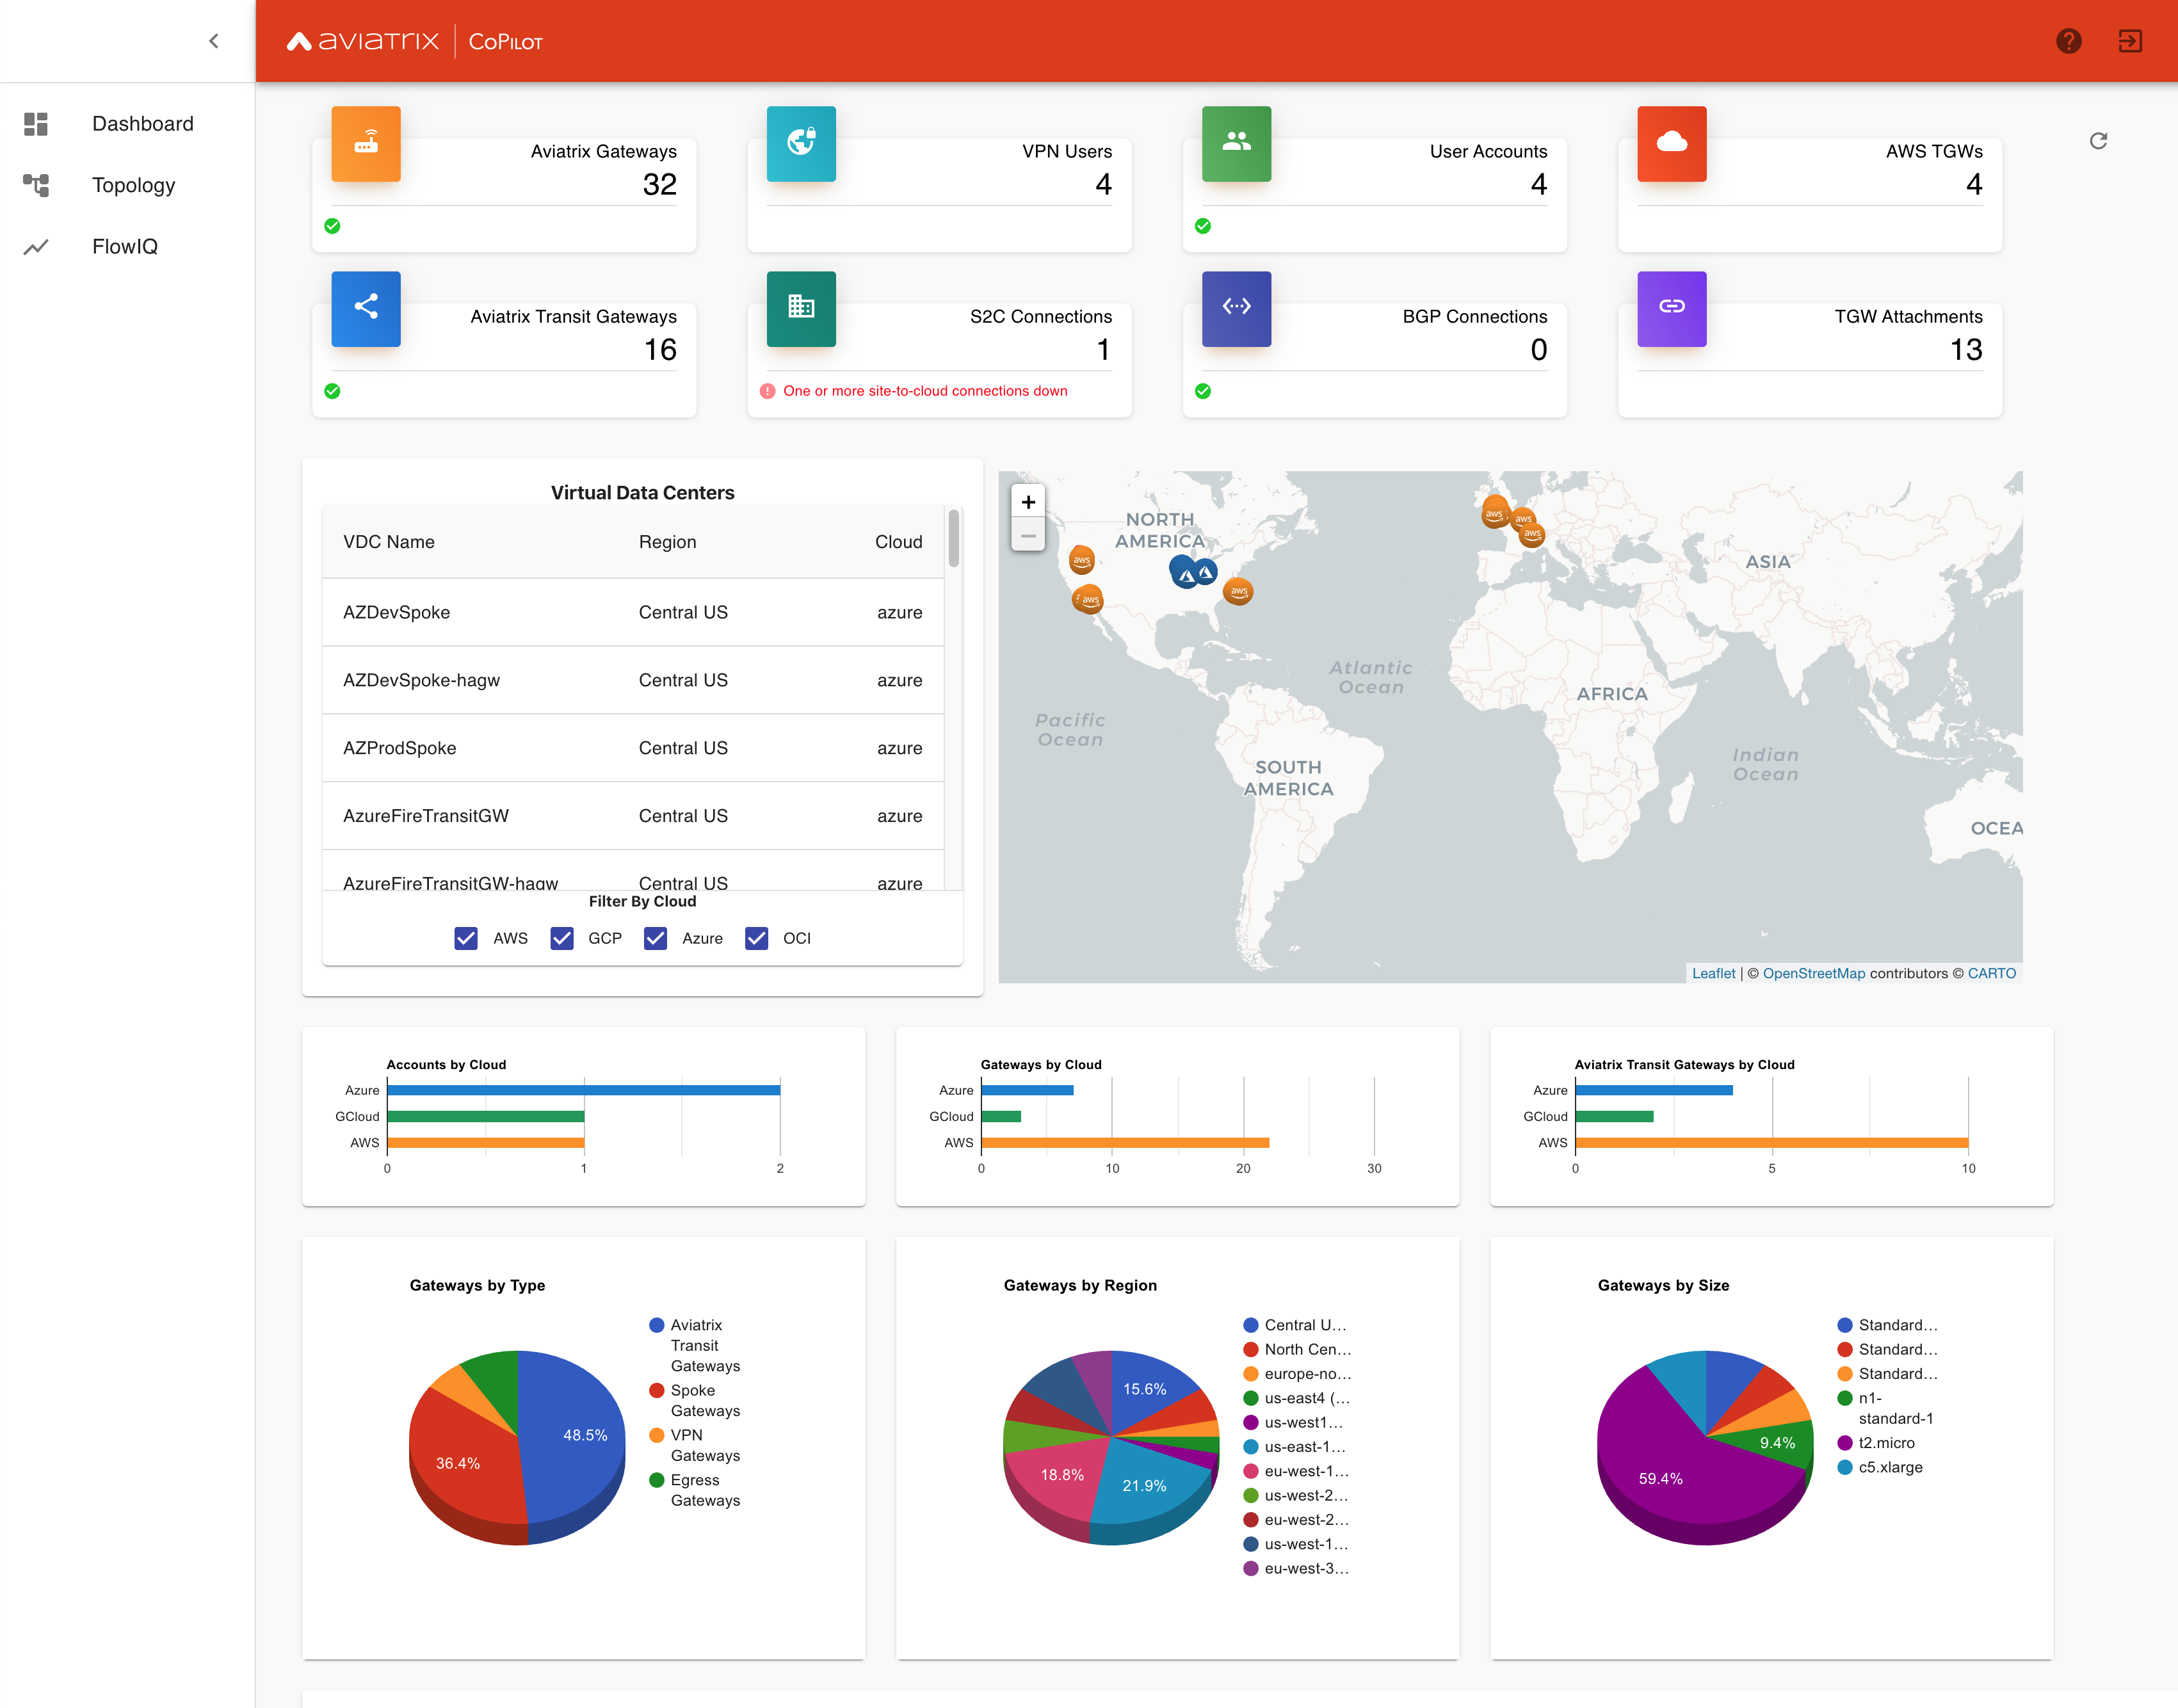 aviatrix CoPilot
Dashboard
Topology
FlowIQ
Aviatrix Gateways
32
VPN Users
4
User Accounts
4
AWS TGWs
4
Aviatrix Transit Gateways
16
S2C Connections
1
One or more site-to-cloud connections down
BGP Connections
0
TGW Attachments
13
Virtual Data Centers
VDC Name Region Cloud
AZDevSpoke Central US azure
AZDevSpoke-hagw Central US azure
AZProdSpoke Central US azure
AzureFireTransitGW Central US azure
AzureFireTransitGW-hagw Central US azure
Filter By Cloud
AWS GCP Azure OCI
+
−
NORTH
AMERICA
aws
aws
aws
aws
aws
aws
ASIA
Atlantic
Ocean
AFRICA
Pacific
Ocean
Indian
Ocean
SOUTH
AMERICA
OCEA
Leaflet | © OpenStreetMap contributors © CARTO
Accounts by Cloud
Azure
GCloud
AWS
0 1 2
Gateways by Cloud
Azure
GCloud
AWS
0 10 20 30
Aviatrix Transit Gateways by Cloud
Azure
GCloud
AWS
0 5 10
Gateways by Type
48.5%
36.4%
Aviatrix
Transit
Gateways
Spoke
Gateways
VPN
Gateways
Egress
Gateways
Gateways by Region
15.6%
18.8%
21.9%
Central U...
North Cen...
europe-no...
us-east4 (...
us-west1...
us-east-1...
eu-west-1...
us-west-2...
eu-west-2...
us-west-1...
eu-west-3...
Gateways by Size
9.4%
59.4%
Standard...
Standard...
Standard...
n1-
standard-1
t2.micro
c5.xlarge